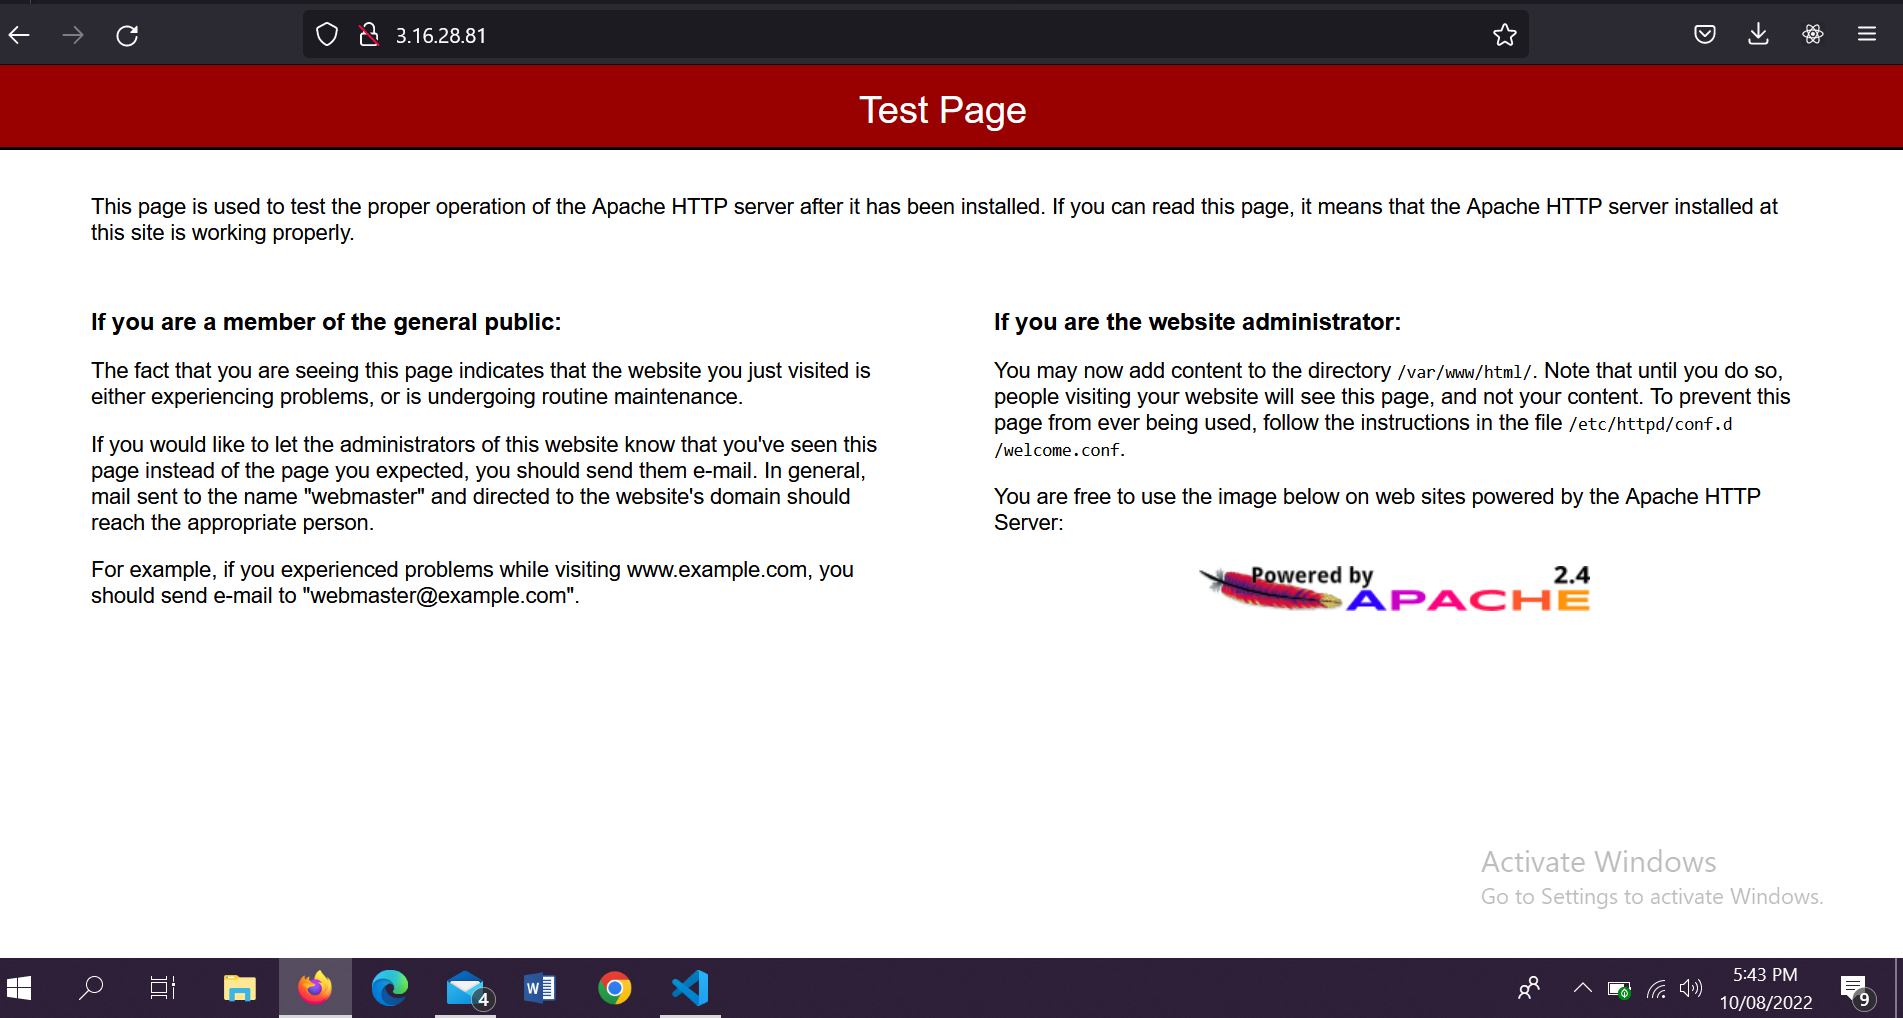 3.16.28.81
Test Page
This page is used to test the proper operation of the Apache HTTP server after it has been installed. If you can read this page, it means that the Apache HTTP server installed at
this site is working properly.
If you are a member of the general public:
The fact that you are seeing this page indicates that the website you just visited is
either experiencing problems, or is undergoing routine maintenance.
If you would like to let the administrators of this website know that you've seen this
page instead of the page you expected, you should send them e-mail. In general,
mail sent to the name "webmaster" and directed to the website's domain should
reach the appropriate person.
For example, if you experienced problems while visiting www.example.com, you
should send e-mail to "webmaster@example.com".
If you are the website administrator:
You may now add content to the directory /var/www/html/. Note that until you do so,
people visiting your website will see this page, and not your content. To prevent this
page from ever being used, follow the instructions in the file /etc/httpd/conf.d
/welcome.conf.
You are free to use the image below on web sites powered by the Apache HTTP
Server:
Powered by 2.4
APACHE
Activate Windows
Go to Settings to activate Windows.
4
W
5:43 PM
10/08/2022
9